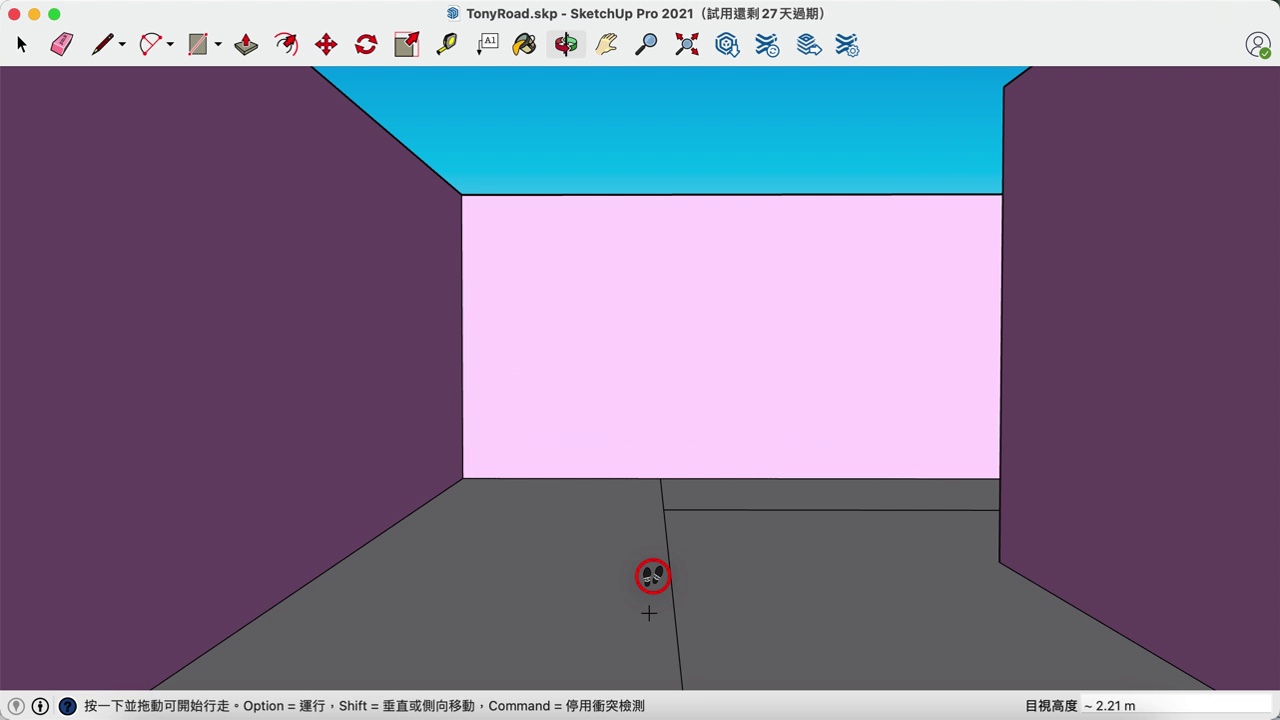 TonyRoad.skp - SketchUp Pro 2021（試用還剩 27 天過期）
A1
按一下並拖動可開始行走。Option = 運行，Shift = 垂直或側向移動，Command = 停用衝突檢測
目視高度 ~ 2.21 m